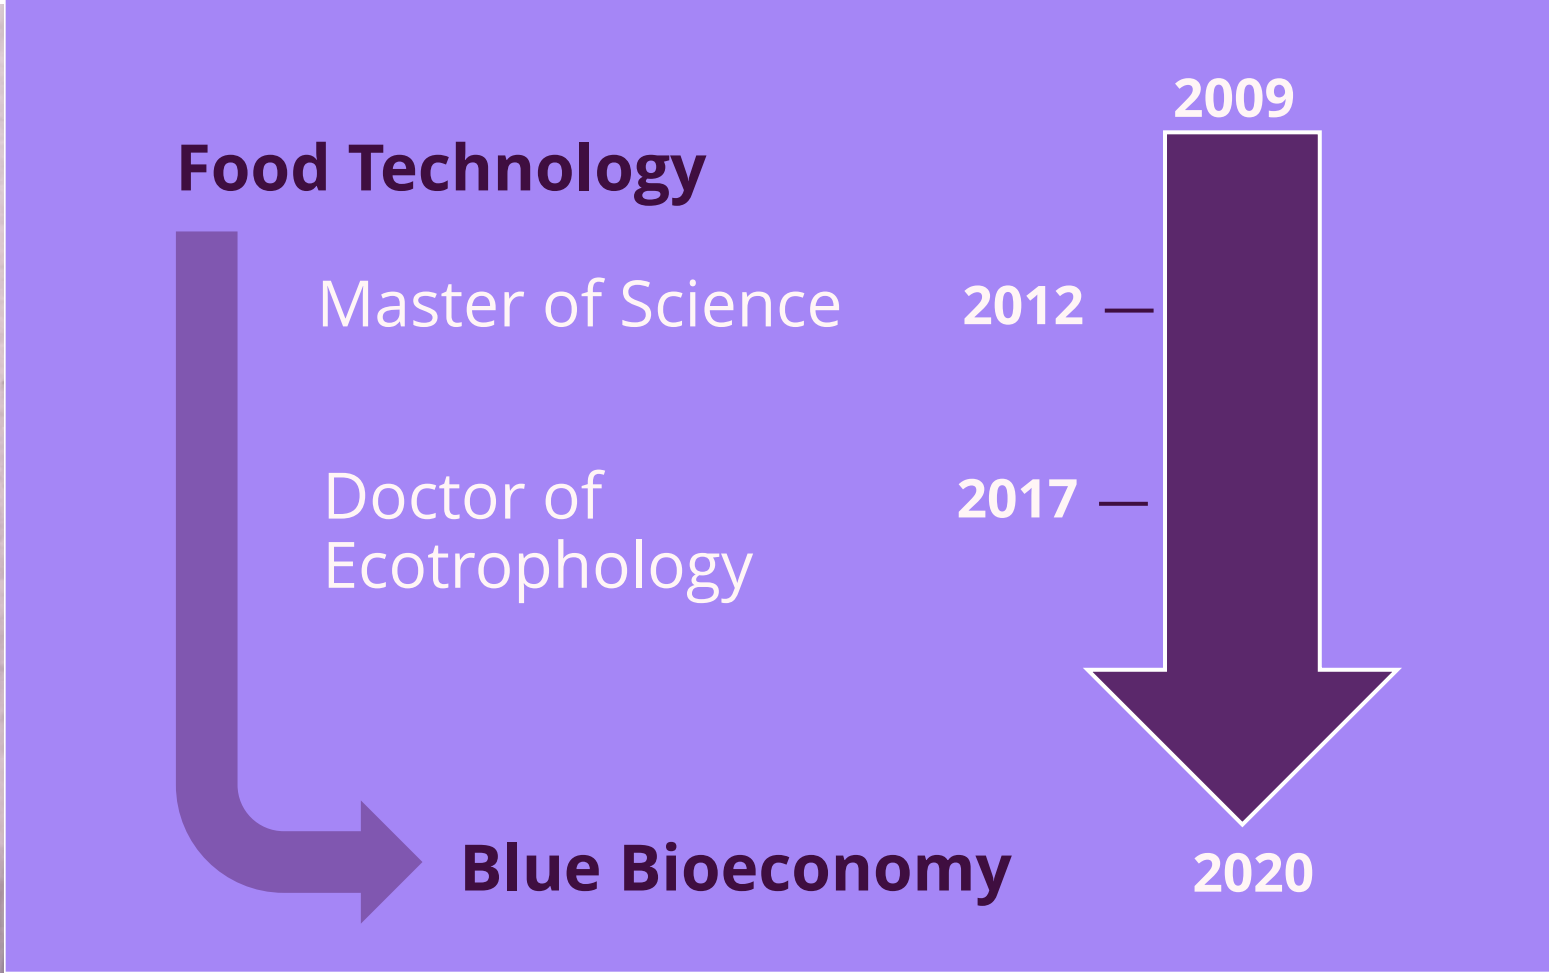 2009
Food Technology
Master of Science 2012 —
Doctor of 2017 —
Ecotrophology
Blue Bioeconomy 2020